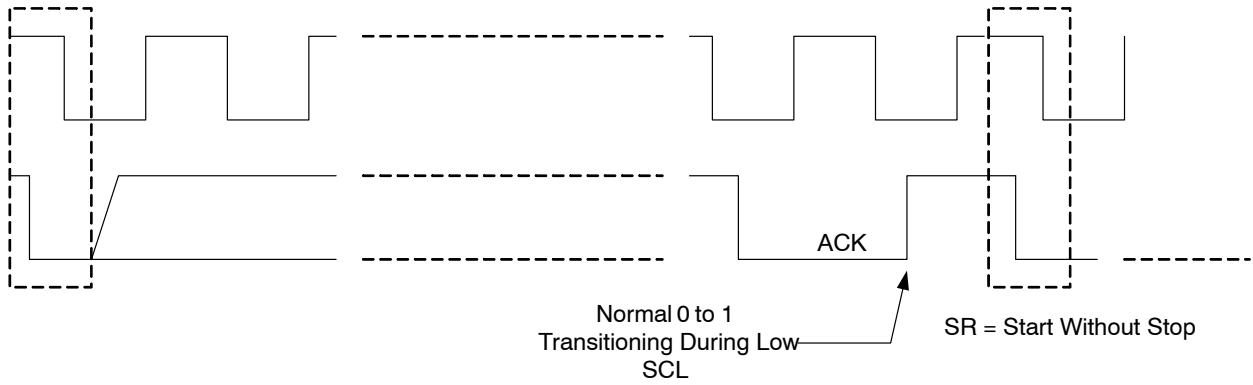 ACK
Normal 0 to 1
Transitioning During Low
SCL
SR = Start Without Stop